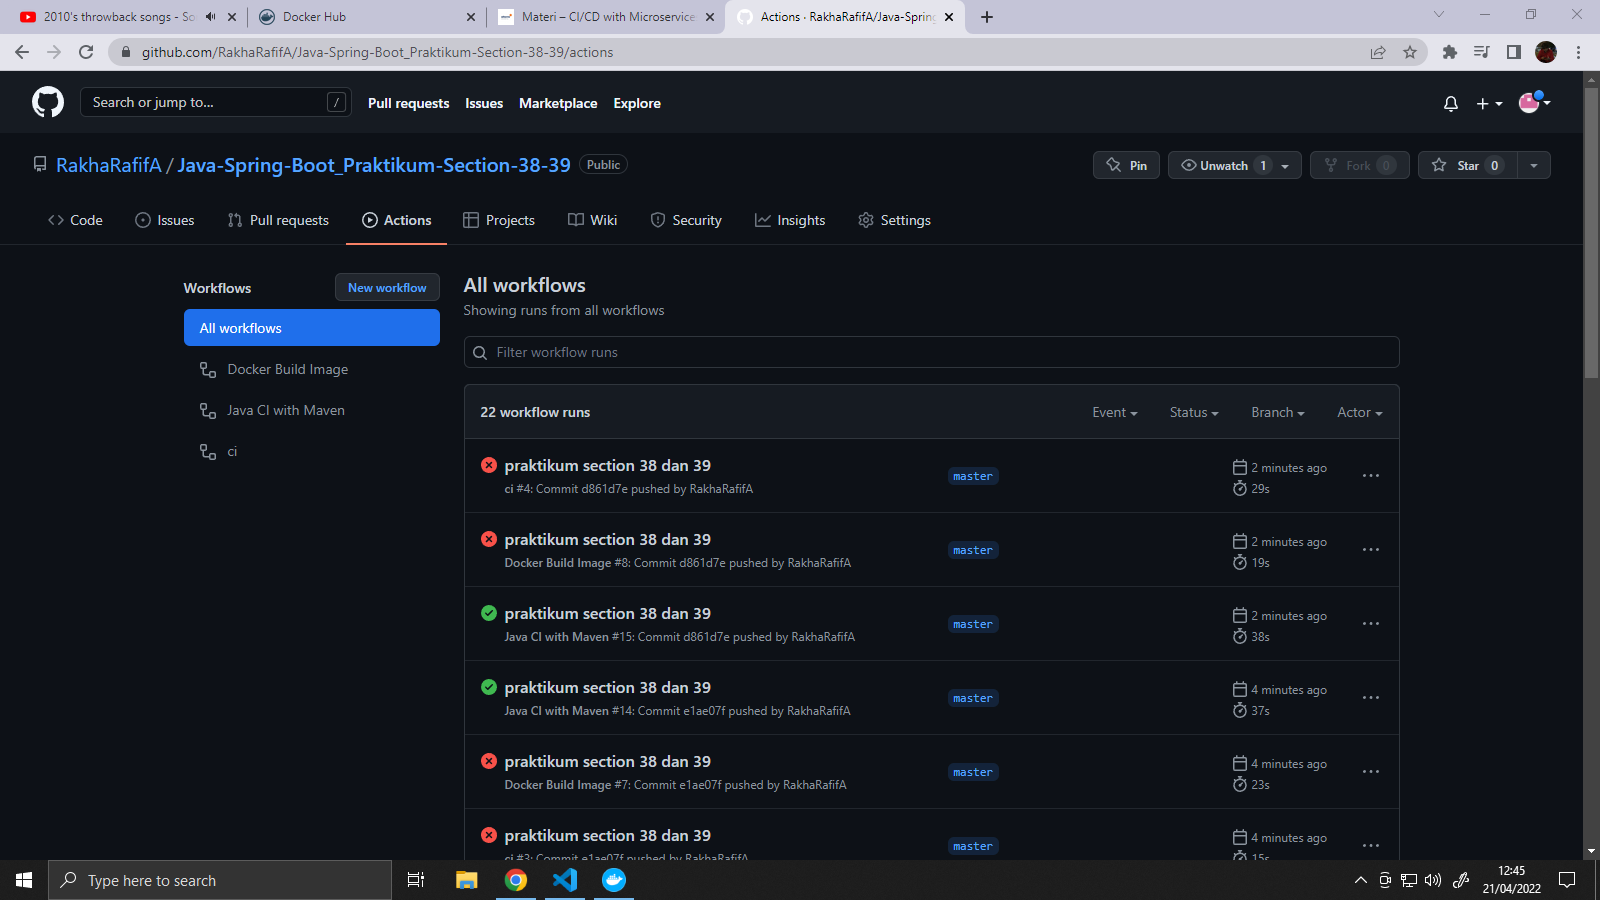 2010's throwback songs - So
Docker Hub
Materi – CI/CD with Microservice
Actions · RakhaRafifA/Java-Spring
github.com/RakhaRafifA/Java-Spring-Boot_Praktikum-Section-38-39/actions
Search or jump to...
/
Pull requests
Issues
Marketplace
Explore
RakhaRafifA / Java-Spring-Boot_Praktikum-Section-38-39
Public
Pin
Unwatch 1
Fork 0
Star 0
Code
Issues
Pull requests
Actions
Projects
Wiki
Security
Insights
Settings
Workflows
New workflow
All workflows
Docker Build Image
Java CI with Maven
ci
All workflows
Showing runs from all workflows
Filter workflow runs
22 workflow runs
Event
Status
Branch
Actor
praktikum section 38 dan 39
ci #4: Commit d861d7e pushed by RakhaRafifA
master
2 minutes ago
29s
praktikum section 38 dan 39
Docker Build Image #8: Commit d861d7e pushed by RakhaRafifA
master
2 minutes ago
19s
praktikum section 38 dan 39
Java CI with Maven #15: Commit d861d7e pushed by RakhaRafifA
master
2 minutes ago
38s
praktikum section 38 dan 39
Java CI with Maven #14: Commit e1ae07f pushed by RakhaRafifA
master
4 minutes ago
37s
praktikum section 38 dan 39
Docker Build Image #7: Commit e1ae07f pushed by RakhaRafifA
master
4 minutes ago
23s
praktikum section 38 dan 39
ci #3: Commit e1ae07f pushed by RakhaRafifA
master
4 minutes ago
15s
Type here to search
12:45
21/04/2022